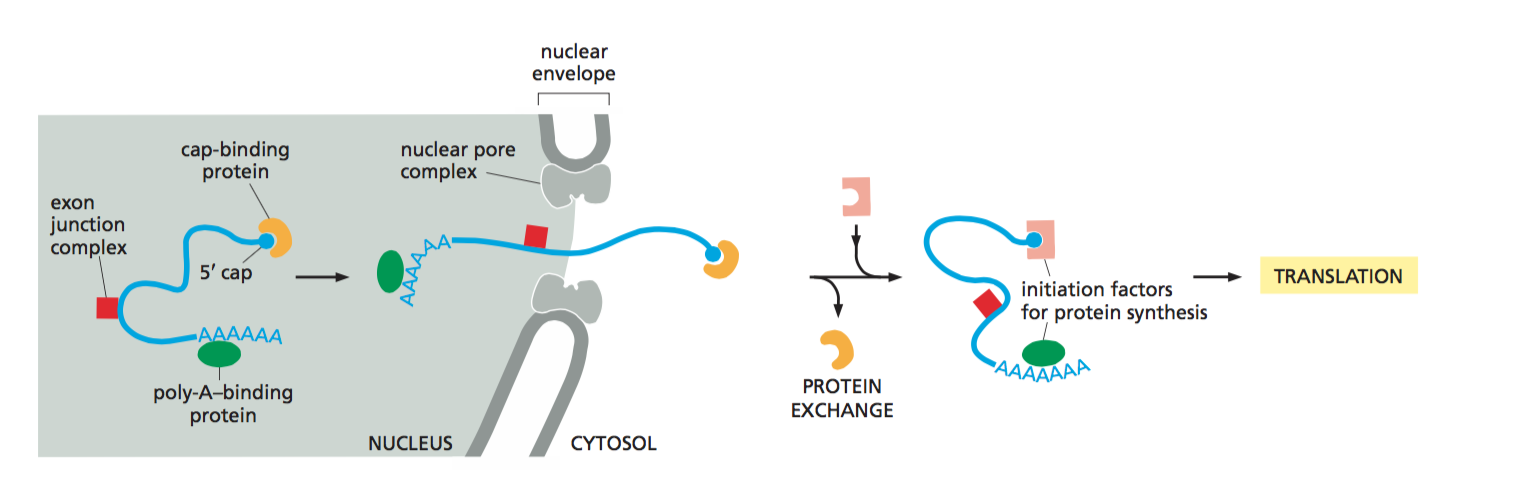 nuclear
envelope
cap-binding
protein
nuclear pore
complex
exon
junction
complex
5′ cap
AAAAAA
AAAAAA
poly-A–binding
protein
NUCLEUS
CYTOSOL
PROTEIN
EXCHANGE
initiation factors
for protein synthesis
AAAAAAA
TRANSLATION